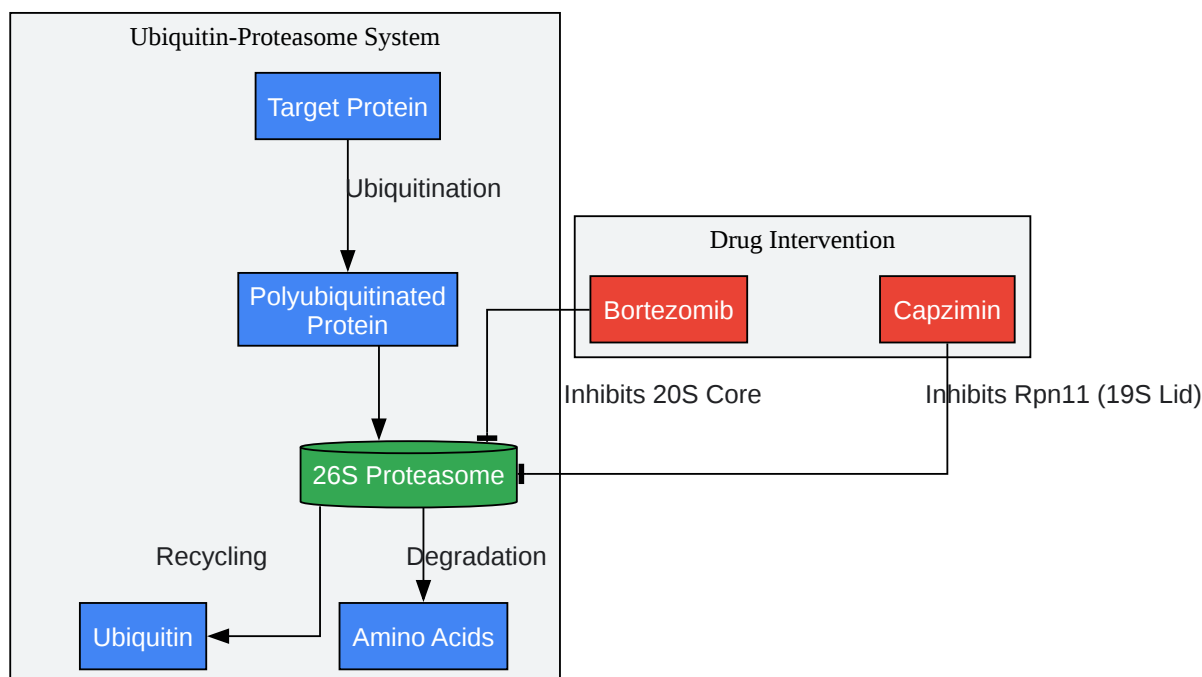 Ubiquitin-Proteasome System
Target Protein
Ubiquitination
Drug Intervention
Polyubiquitinated
Protein
Bortezomib
Capzimin
Inhibits 20S Core
Inhibits Rpn11 (19S Lid)
26S Proteasome
Recycling
Degradation
Ubiquitin
Amino Acids